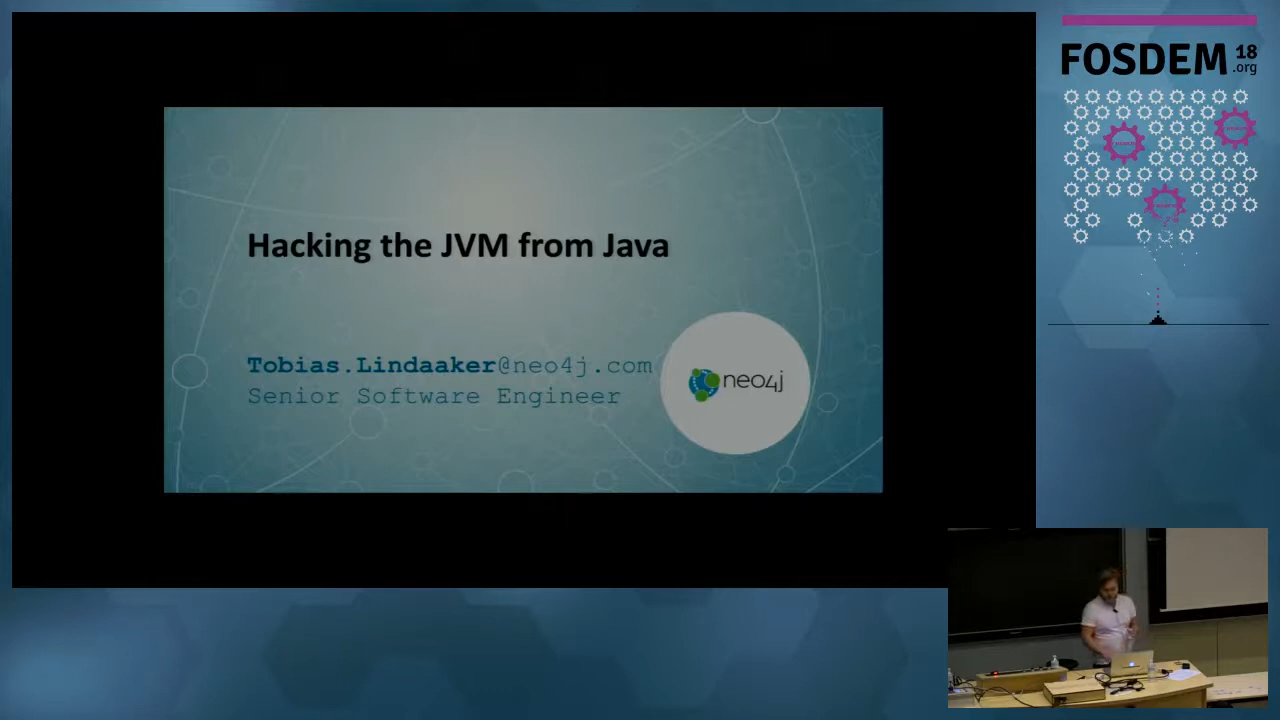 Hacking the JVM from Java
Tobias.Lindaaker@neo4j.com
Senior Software Engineer
neo4j
FOSDEM 18
.org